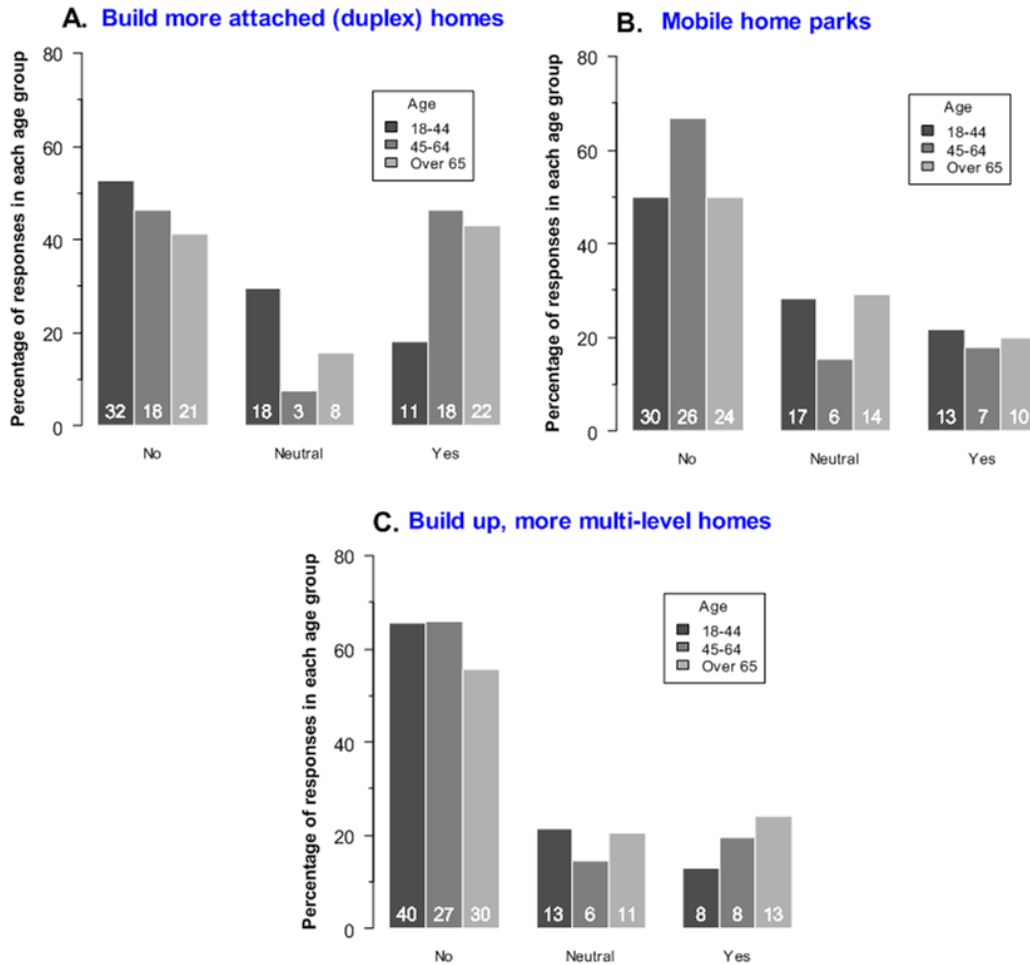 A. Build more attached (duplex) homes
Percentage of responses in each age group
80
60
40
20
0
Age
18-44
45-64
Over 65
32 18 21 18 3 8 11 18 22
No Neutral Yes
B. Mobile home parks
Percentage of responses in each age group
80
60
40
20
0
Age
18-44
45-64
Over 65
30 26 24 17 6 14 13 7 10
No Neutral Yes
C. Build up, more multi-level homes
Percentage of responses in each age group
80
60
40
20
0
Age
18-44
45-64
Over 65
40 27 30 13 6 11 8 8 13
No Neutral Yes